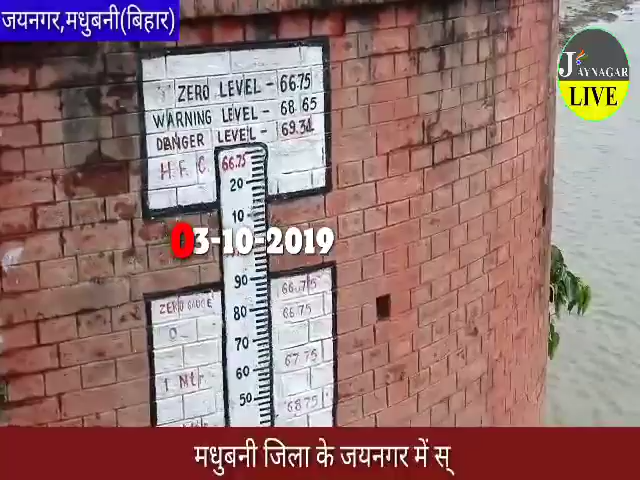 जयनगर,मधुबनी(बिहार)
JAYNAGAR
LIVE
ZERO LEVEL - 66.75
WARNING LEVEL - 68.65
DANGER LEVEL - 69.31
H.F.C. 66.75
20
10
03-10-2019
90
80
70
60
50
ZERO GAUGE
66.75
0
66.75
67.75
1 Mtr
68.75
मधुबनी जिला के जयनगर में स्